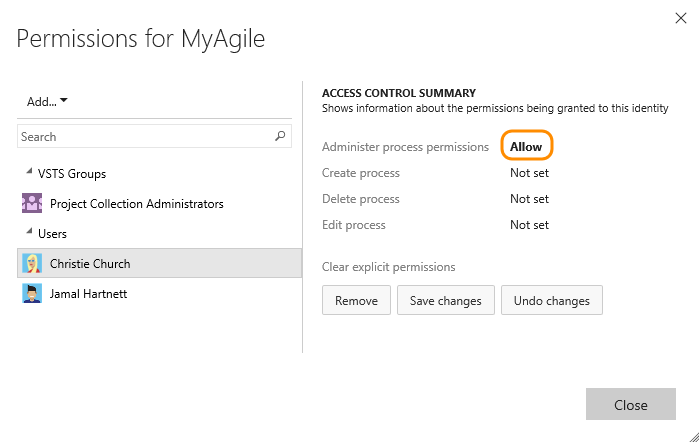 Permissions for MyAgile
Add...
Search
VSTS Groups
Project Collection Administrators
Users
Christie Church
Jamal Hartnett
ACCESS CONTROL SUMMARY
Shows information about the permissions being granted to this identity
Administer process permissions Allow
Create process Not set
Delete process Not set
Edit process Not set
Clear explicit permissions
Remove Save changes Undo changes
Close